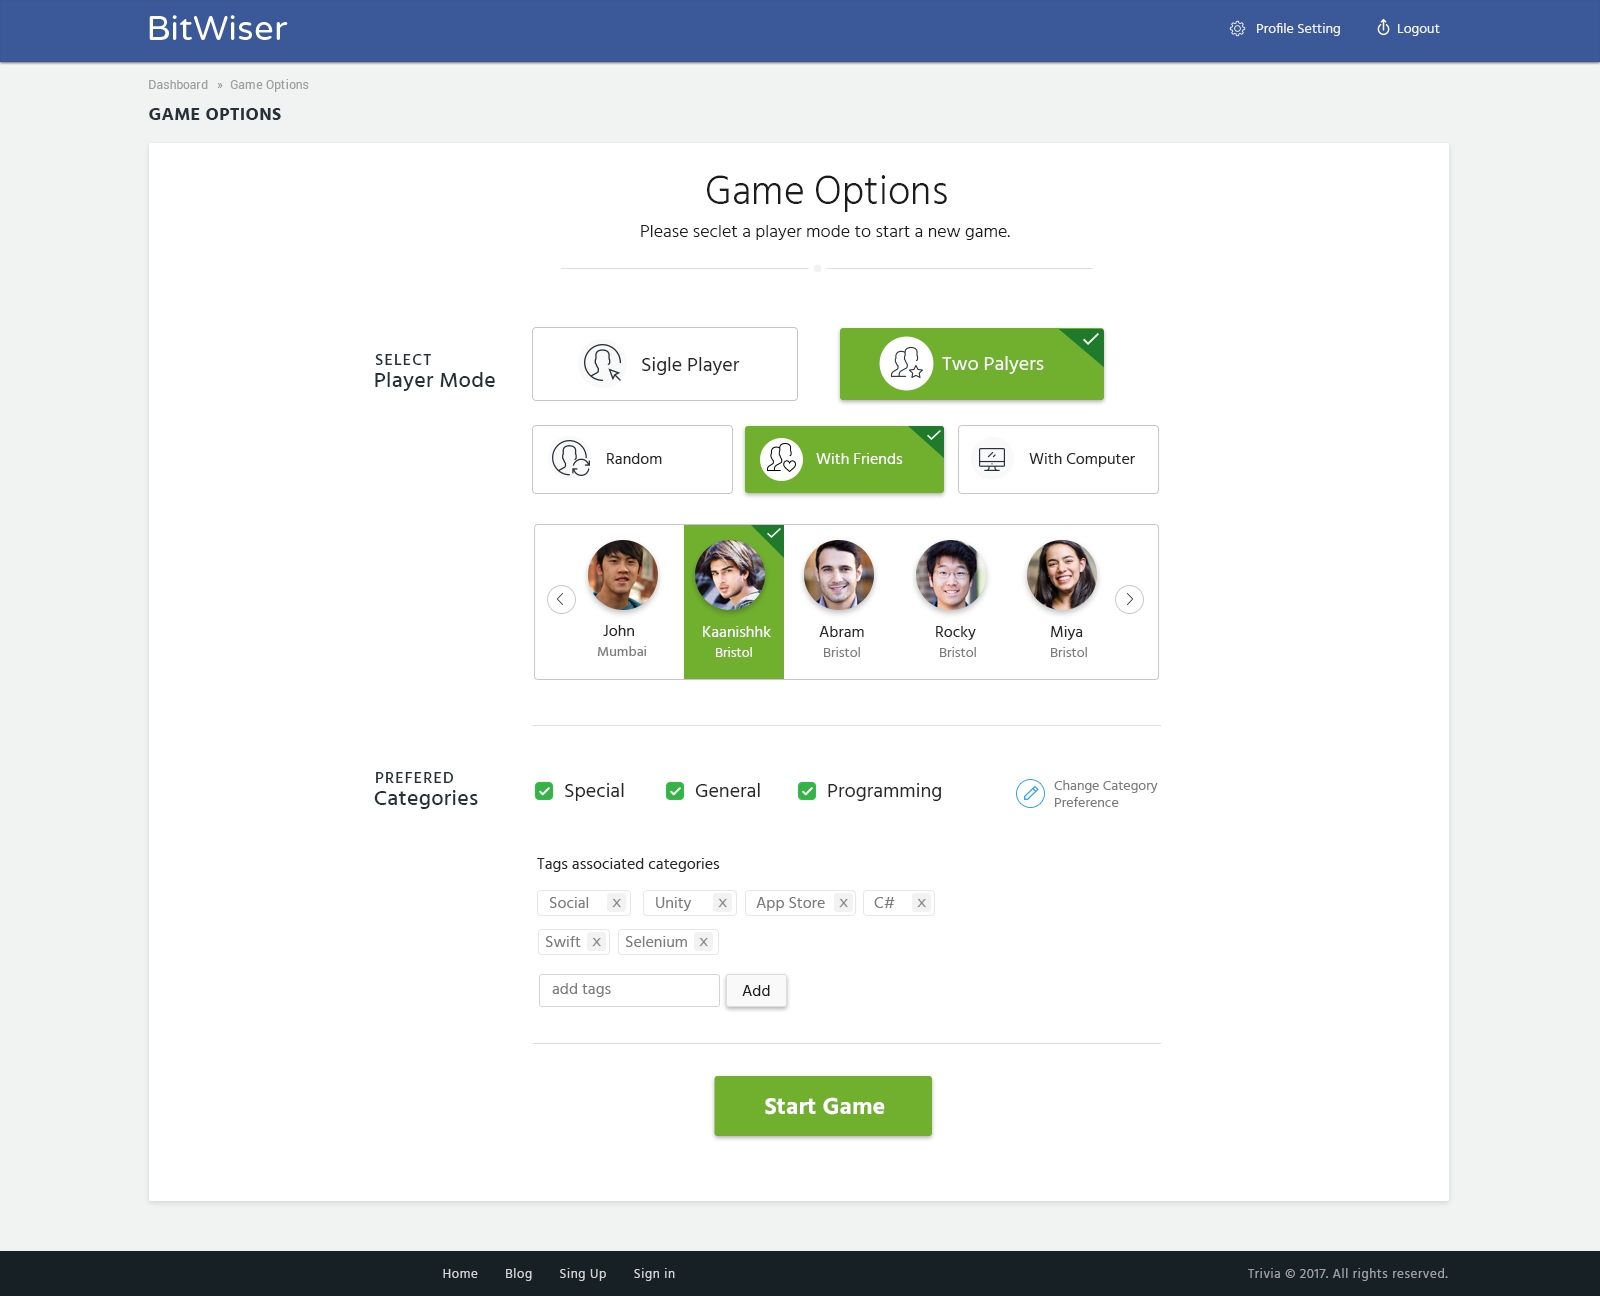 BitWiser
Profile Setting
Logout
Dashboard » Game Options
GAME OPTIONS
Game Options
Please seclet a player mode to start a new game.
SELECT
Player Mode
Sigle Player
Two Palyers
Random
With Friends
With Computer
John
Mumbai
Kaanishhk
Bristol
Abram
Bristol
Rocky
Bristol
Miya
Bristol
PREFERED
Categories
Special
General
Programming
Change Category
Preference
Tags associated categories
Social X
Unity X
App Store X
C# X
Swift X
Selenium X
add tags
Add
Start Game
Home Blog Sing Up Sign in
Trivia © 2017. All rights reserved.